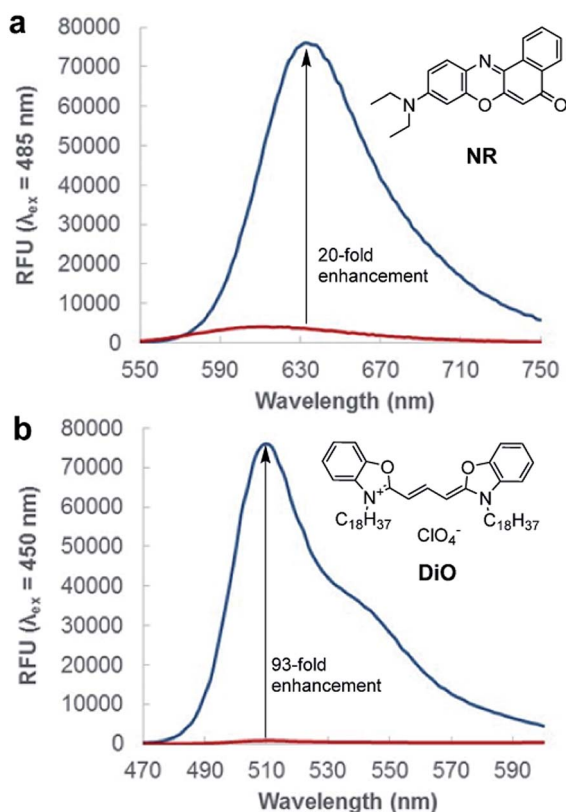 a
RFU (λex = 485 nm)
80000
70000
60000
50000
40000
30000
20000
10000
0
550
590
630
670
710
750
Wavelength (nm)
20-fold
enhancement
N
N
O
O
NR
b
RFU (λex = 450 nm)
80000
70000
60000
50000
40000
30000
20000
10000
0
470
490
510
530
550
570
590
Wavelength (nm)
93-fold
enhancement
O
O
N+
N
C18H37
C18H37
ClO4-
DiO